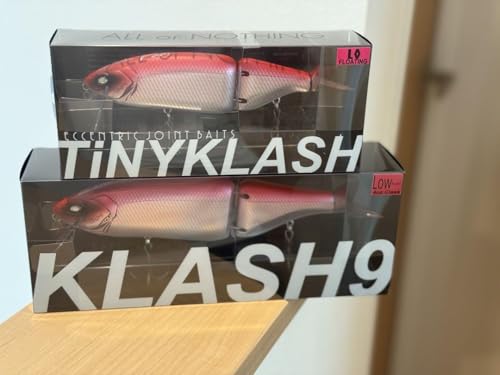 ALL OR NOTHING
LO
FLOATING
ECCENTRIC JOINT BAITS
TiNYKLASH
LOW
KLASH9